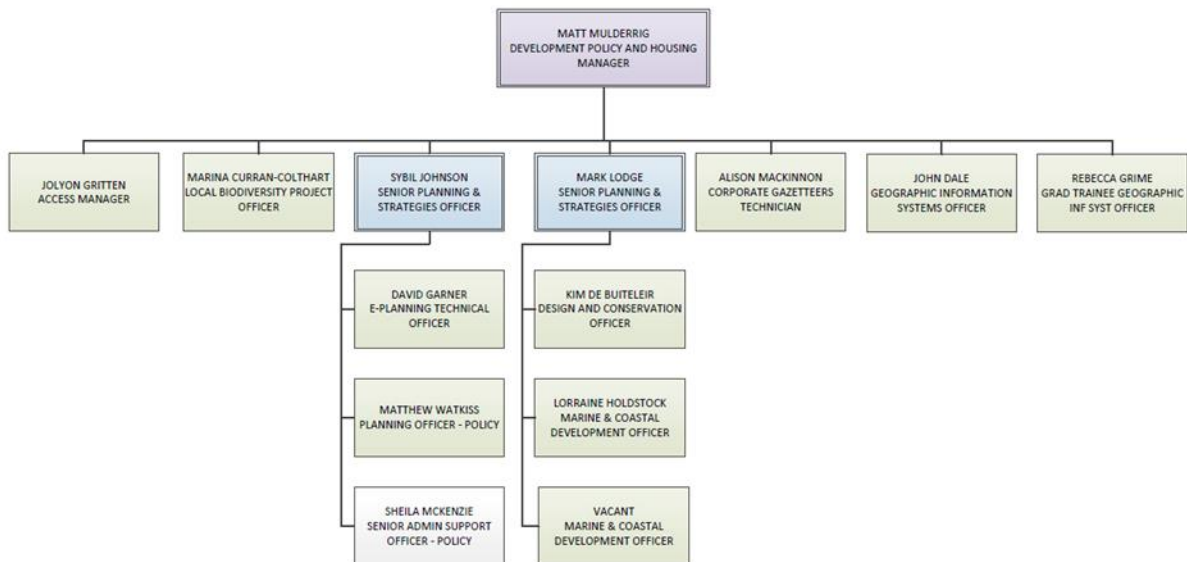 MATT MULDERRIG
DEVELOPMENT POLICY AND HOUSING
MANAGER
JOLYON GRITTEN
ACCESS MANAGER
MARINA CURRAN-COLTHART
LOCAL BIODIVERSITY PROJECT
OFFICER
SYBIL JOHNSON
SENIOR PLANNING &
STRATEGIES OFFICER
MARK LODGE
SENIOR PLANNING &
STRATEGIES OFFICER
ALISON MACKINNON
CORPORATE GAZETTEERS
TECHNICIAN
JOHN DALE
GEOGRAPHIC INFORMATION
SYSTEMS OFFICER
REBECCA GRIME
GRAD TRAINEE GEOGRAPHIC
INF SYST OFFICER
DAVID GARNER
E-PLANNING TECHNICAL
OFFICER
KIM DE BUITELEIR
DESIGN AND CONSERVATION
OFFICER
MATTHEW WATKISS
PLANNING OFFICER - POLICY
LORRAINE HOLDSTOCK
MARINE & COASTAL
DEVELOPMENT OFFICER
SHEILA MCKENZIE
SENIOR ADMIN SUPPORT
OFFICER - POLICY
VACANT
MARINE & COASTAL
DEVELOPMENT OFFICER